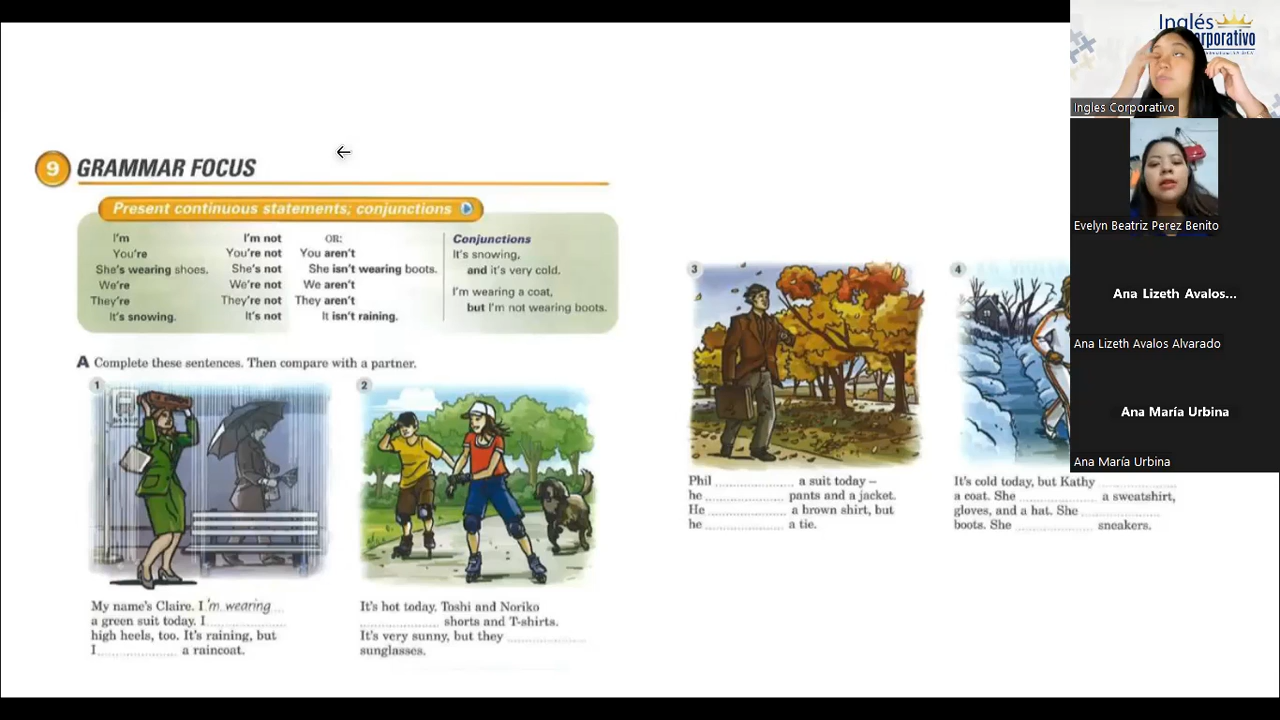 9 GRAMMAR FOCUS
Present continuous statements; conjunctions
I'm I'm not OR:
You're You're not You aren't
She's wearing shoes. She's not She isn't wearing boots.
We're We're not We aren't
They're They're not They aren't
It's snowing. It's not It isn't raining.
Conjunctions
It's snowing,
and it's very cold.
I'm wearing a coat,
but I'm not wearing boots.
A Complete these sentences. Then compare with a partner.
1
My name's Claire. I 'm wearing
a green suit today. I
high heels, too. It's raining, but
I a raincoat.
2
It's hot today. Toshi and Noriko
shorts and T-shirts.
It's very sunny, but they
sunglasses.
3
Phil a suit today –
he pants and a jacket.
He a brown shirt, but
he a tie.
4
It's cold today, but Kathy
a coat. She a sweatshirt,
gloves, and a hat. She
boots. She sneakers.
Inglés
orporativo
Ingles Corporativo
Evelyn Beatriz Perez Benito
Ana Lizeth Avalos...
Ana Lizeth Avalos Alvarado
Ana María Urbina
Ana María Urbina